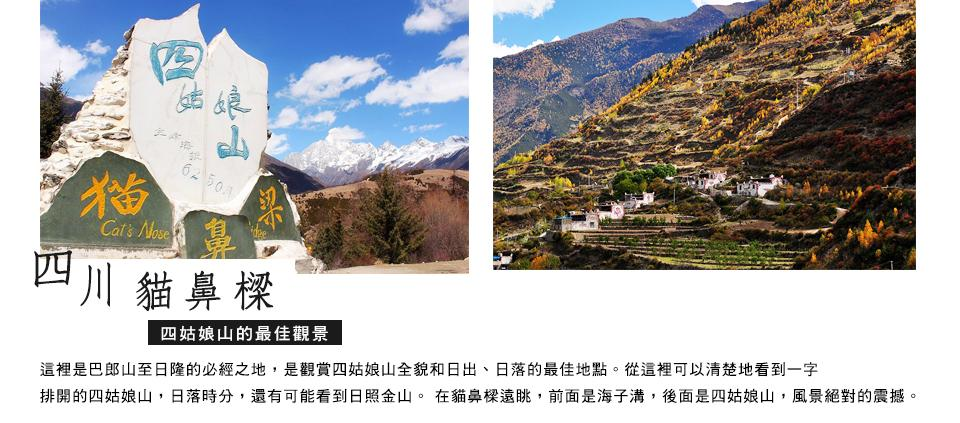 四姑娘山
主峰海拔
6250
猫鼻梁
Cat's Nose
四川貓鼻樑
四姑娘山的最佳觀景
這裡是巴郎山至日隆的必經之地，是觀賞四姑娘山全貌和日出、日落的最佳地點。從這裡可以清楚地看到一字
排開的四姑娘山，日落時分，還有可能看到日照金山。 在貓鼻樑遠眺，前面是海子溝，後面是四姑娘山，風景絕對的震撼。